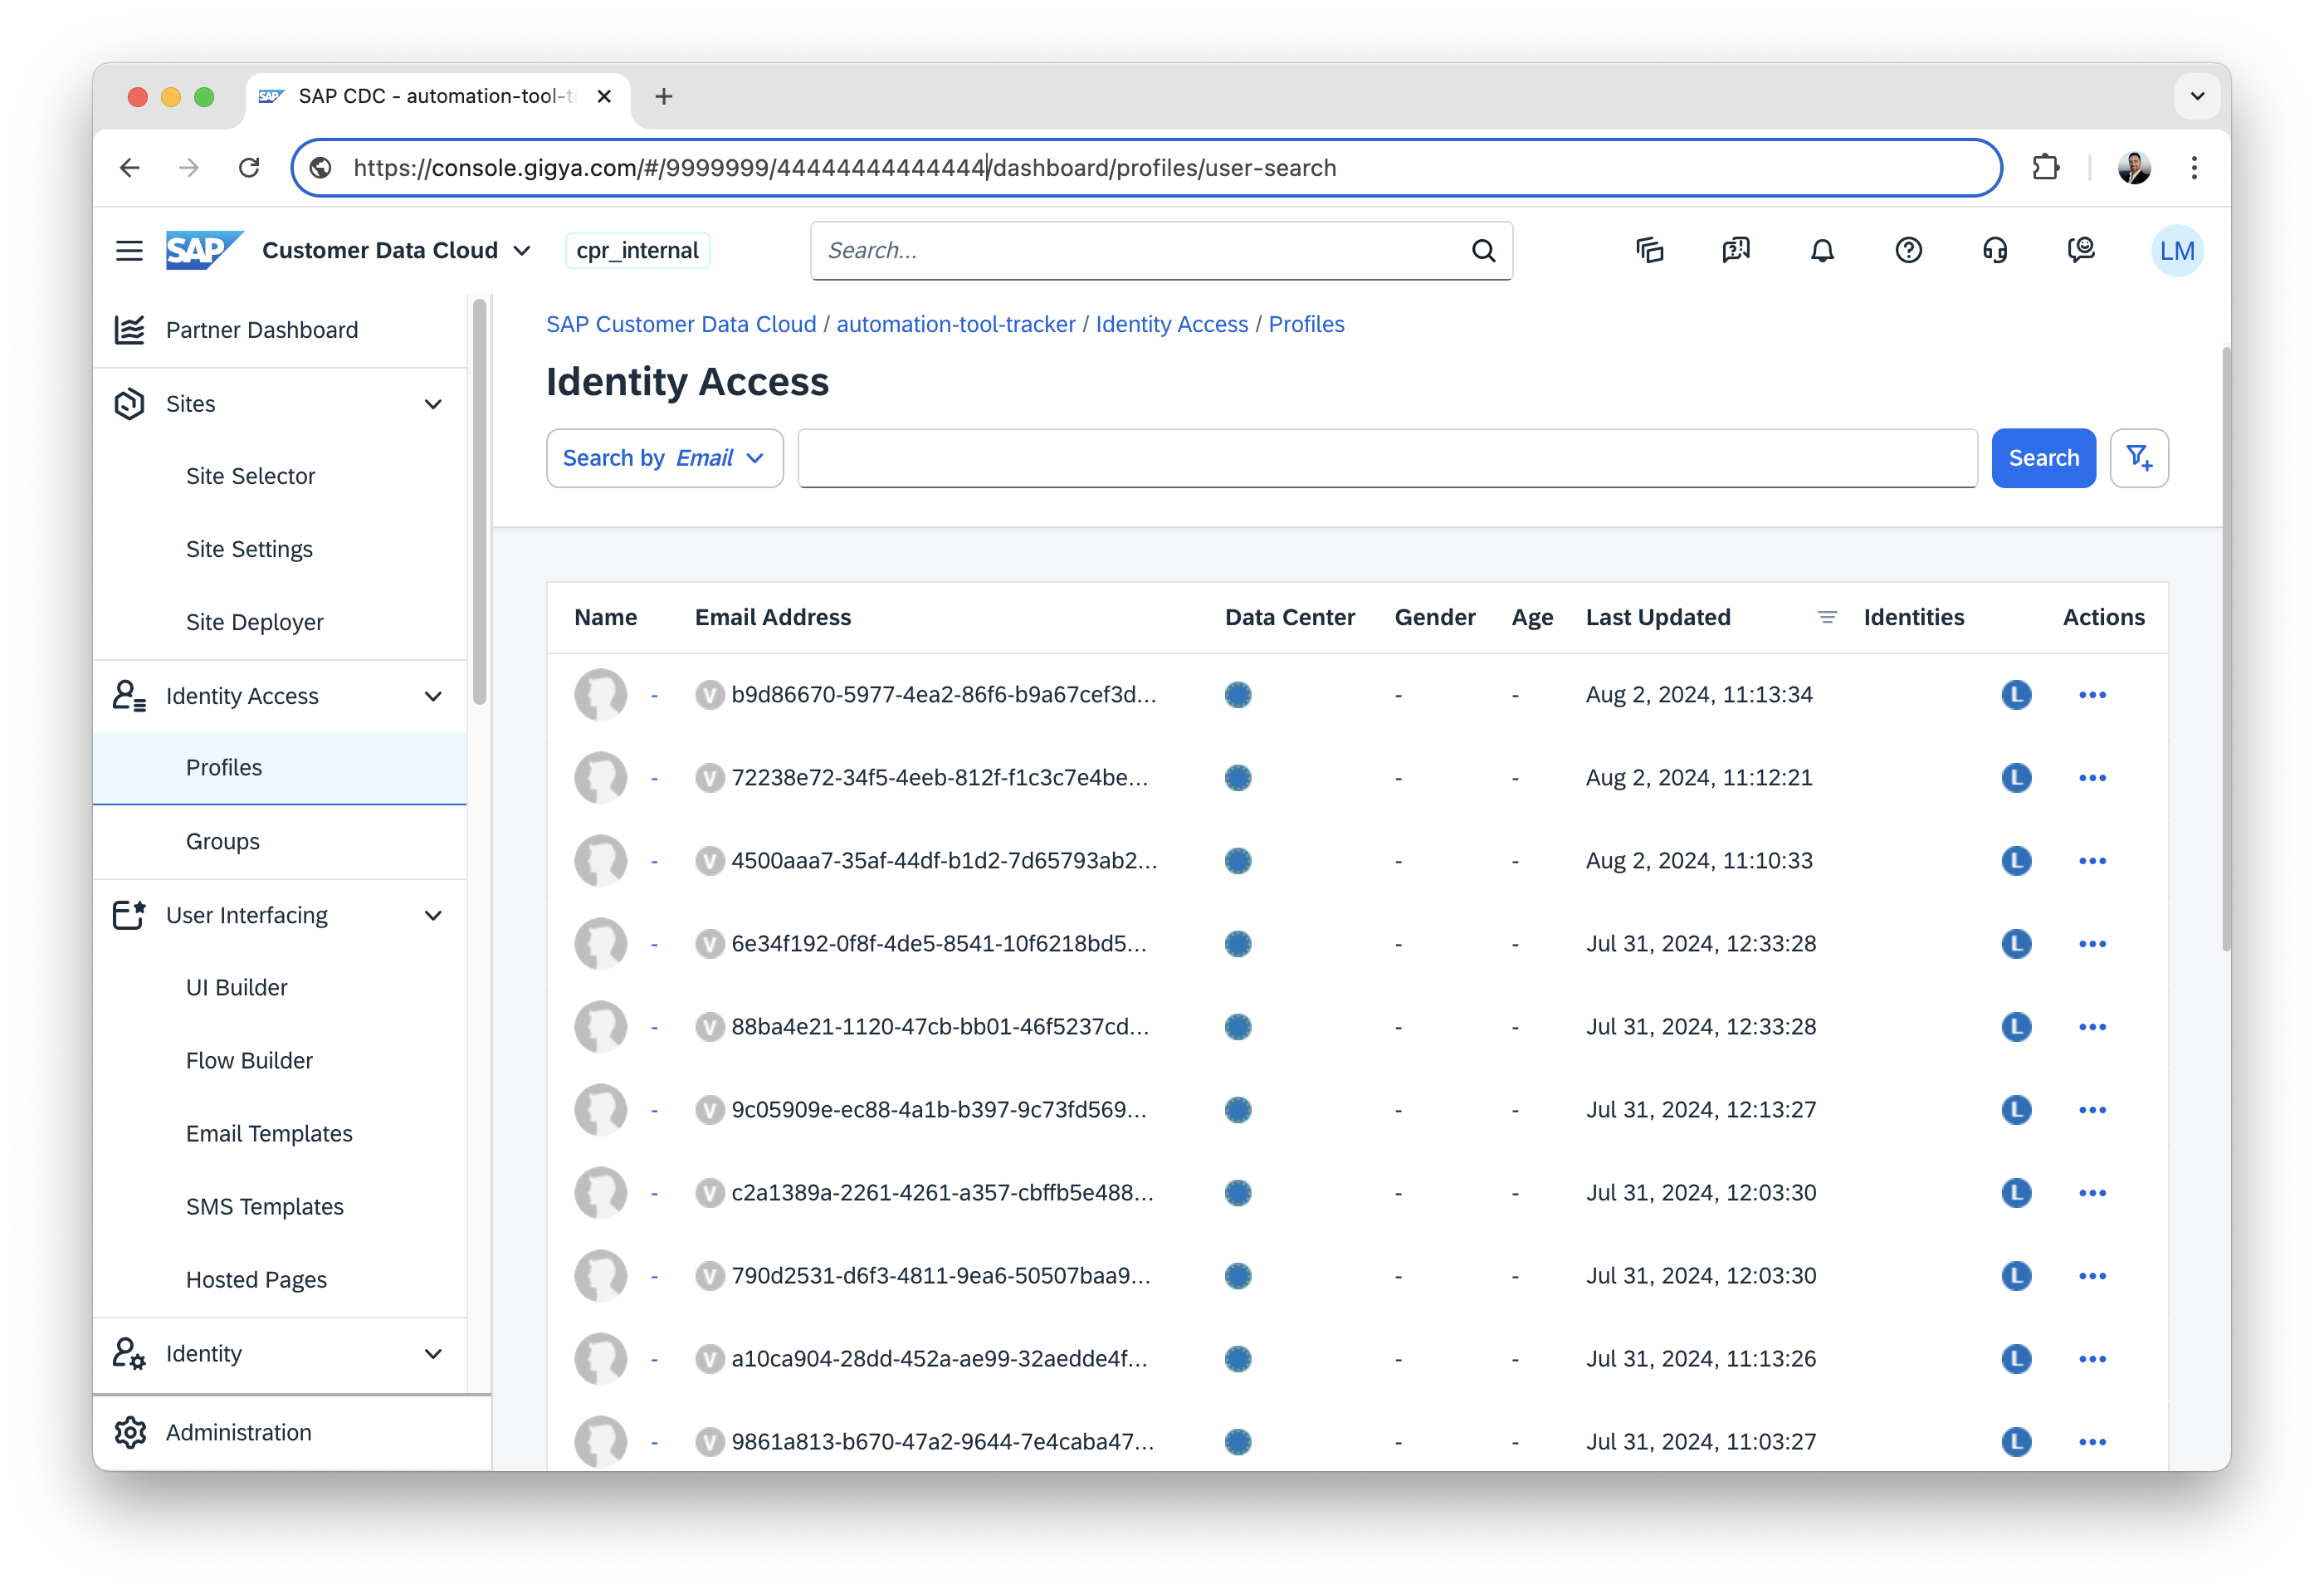 SAP CDC - automation-tool-t
https://console.gigya.com/#/9999999/44444444444444/dashboard/profiles/user-search
SAP Customer Data Cloud cpr_internal Search... LM
Partner Dashboard
Sites
Site Selector
Site Settings
Site Deployer
Identity Access
Profiles
Groups
User Interfacing
UI Builder
Flow Builder
Email Templates
SMS Templates
Hosted Pages
Identity
Administration
SAP Customer Data Cloud / automation-tool-tracker / Identity Access / Profiles
Identity Access
Search by Email Search
Name Email Address Data Center Gender Age Last Updated Identities Actions
- V b9d86670-5977-4ea2-86f6-b9a67cef3d... - - Aug 2, 2024, 11:13:34 L
- V 72238e72-34f5-4eeb-812f-f1c3c7e4be... - - Aug 2, 2024, 11:12:21 L
- V 4500aaa7-35af-44df-b1d2-7d65793ab2... - - Aug 2, 2024, 11:10:33 L
- V 6e34f192-0f8f-4de5-8541-10f6218bd5... - - Jul 31, 2024, 12:33:28 L
- V 88ba4e21-1120-47cb-bb01-46f5237cd... - - Jul 31, 2024, 12:33:28 L
- V 9c05909e-ec88-4a1b-b397-9c73fd569... - - Jul 31, 2024, 12:13:27 L
- V c2a1389a-2261-4261-a357-cbffb5e488... - - Jul 31, 2024, 12:03:30 L
- V 790d2531-d6f3-4811-9ea6-50507baa9... - - Jul 31, 2024, 12:03:30 L
- V a10ca904-28dd-452a-ae99-32aedde4f... - - Jul 31, 2024, 11:13:26 L
- V 9861a813-b670-47a2-9644-7e4caba47... - - Jul 31, 2024, 11:03:27 L